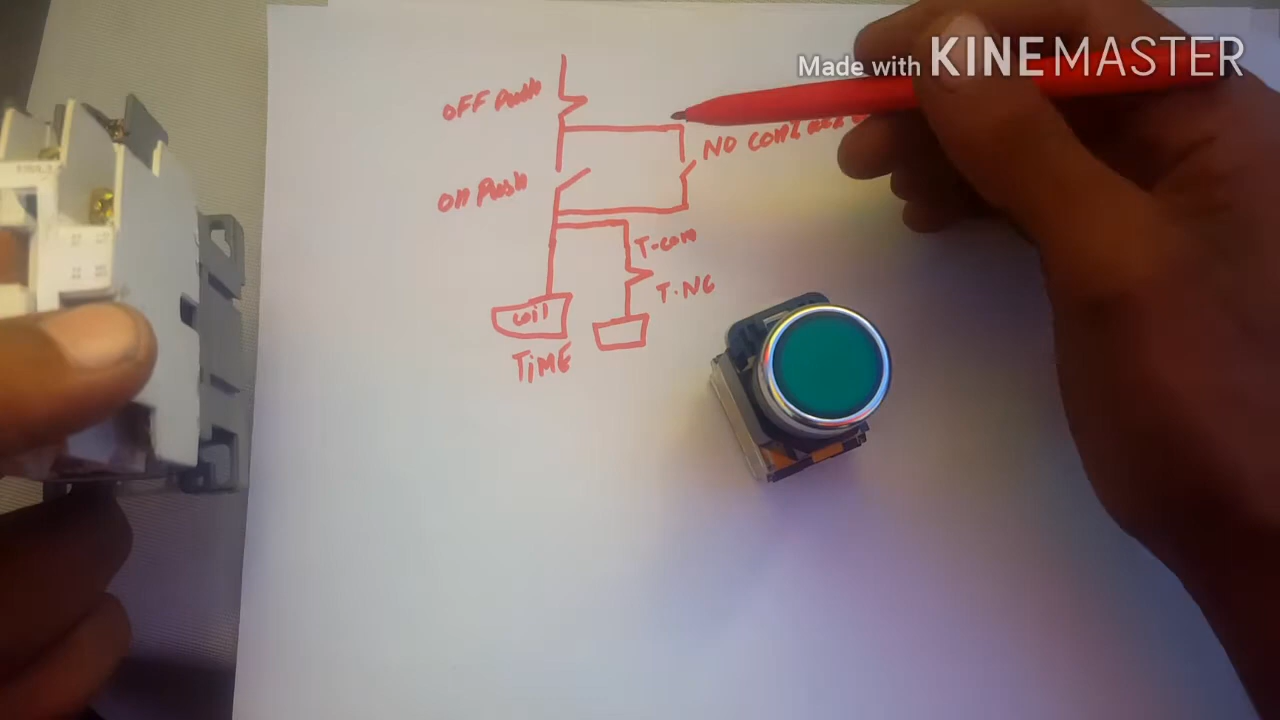 Made with KINEMASTER
OFF Push
NO
ON Push
T-com
T-NC
coil
TIME